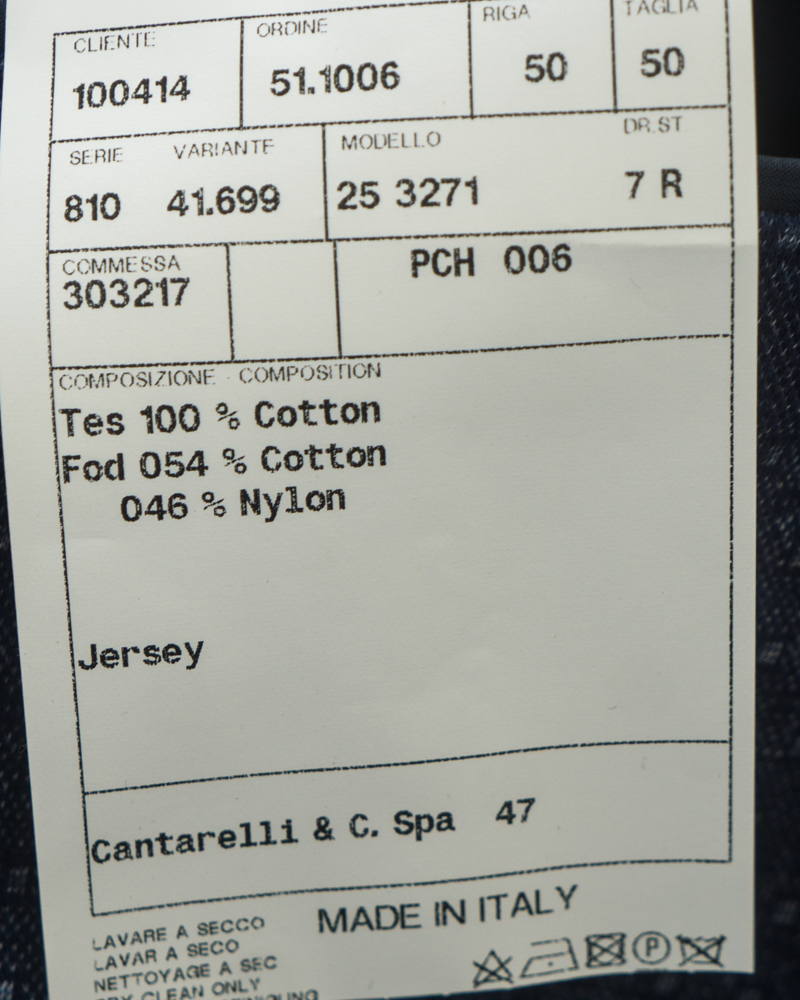 CLIENTE ORDINE RIGA TAGLIA
100414 51.1006 50 50
SERIE VARIANTE MODELLO DR.ST
810 41.699 25 3271 7 R
COMMESSA PCH 006
303217
COMPOSIZIONE - COMPOSITION
Tes 100 % Cotton
Fod 054 % Cotton
046 % Nylon
Jersey
Cantarelli & C. Spa 47
MADE IN ITALY
LAVARE A SECCO
LAVAR A SECO
NETTOYAGE A SEC
DRY CLEAN ONLY
P